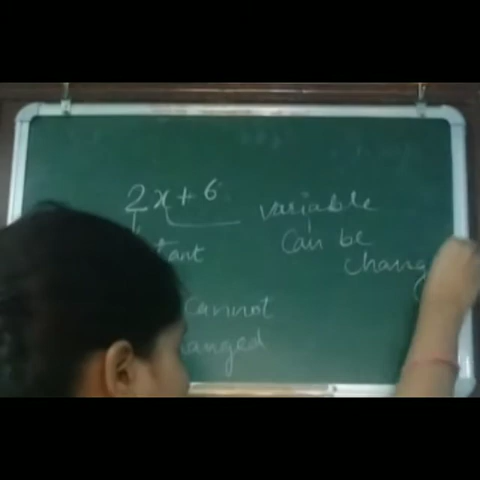 2x + 6
variable
can be
chang
tant
cannot
anged